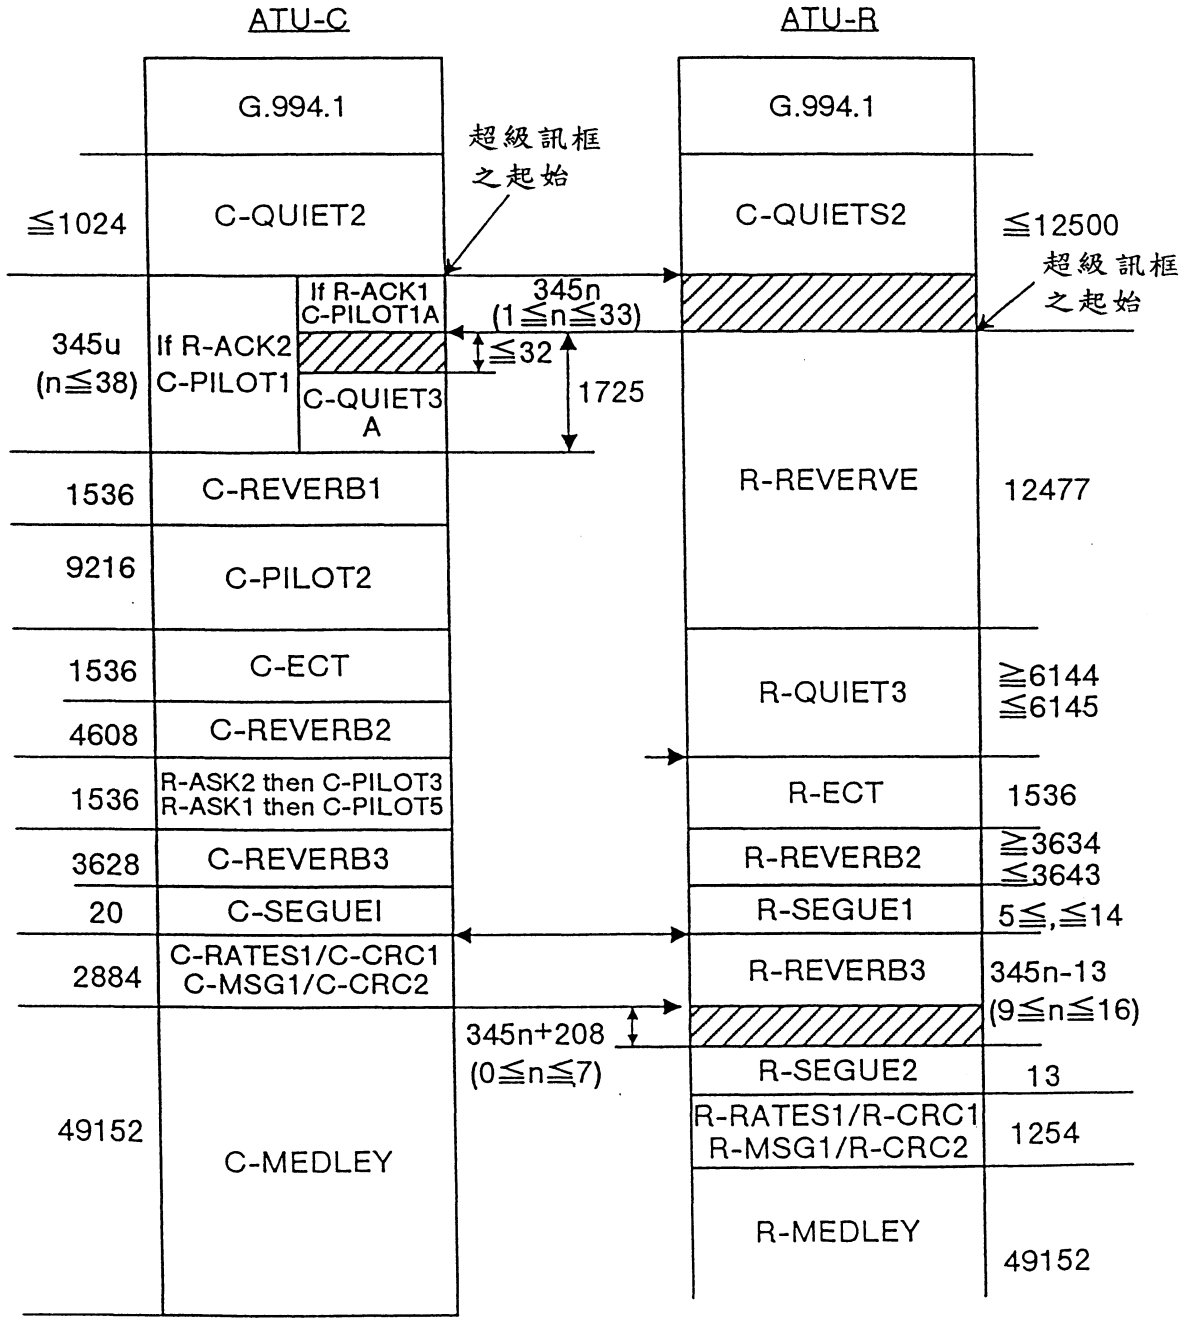 ATU-C
ATU-R
G.994.1
G.994.1
超級訊框
之起始
≦1024
C-QUIET2
C-QUIETS2
≦12500
超級訊框
之起始
345u
(n≦38)
If R-ACK2
C-PILOT1
If R-ACK1
C-PILOT1A
345n
(1≦n≦33)
≦32
C-QUIET3
A
1725
1536
C-REVERB1
R-REVERVE
12477
9216
C-PILOT2
1536
C-ECT
R-QUIET3
≧6144
≦6145
4608
C-REVERB2
1536
R-ASK2 then C-PILOT3
R-ASK1 then C-PILOT5
R-ECT
1536
3628
C-REVERB3
R-REVERB2
≧3634
≦3643
20
C-SEGUEI
R-SEGUE1
5≦,≦14
2884
C-RATES1/C-CRC1
C-MSG1/C-CRC2
R-REVERB3
345n-13
(9≦n≦16)
345n+208
(0≦n≦7)
R-SEGUE2
13
49152
C-MEDLEY
R-RATES1/R-CRC1
R-MSG1/R-CRC2
1254
R-MEDLEY
49152